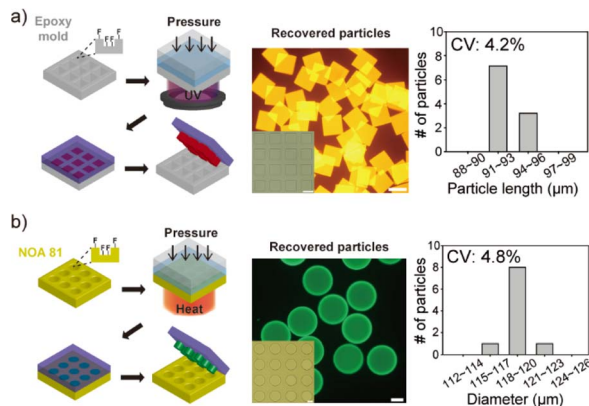 a)
Epoxy
mold
F
F F
F
Pressure
UV
Recovered particles
CV: 4.2%
# of particles
10
8
6
4
2
0
88~90
91~93
94~96
97~99
Particle length (µm)
b)
NOA 81
F
F F
F
Pressure
Heat
Recovered particles
CV: 4.8%
# of particles
10
8
6
4
2
0
112~114
115~117
118~120
121~123
124~126
Diameter (µm)